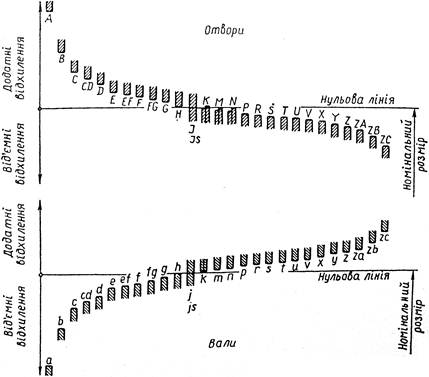 Отвори
Додатні відхилення
A
B
C
CD
D
E
EF
F
FG
G
H
J
Js
K
M
N
P
R
S
T
U
V
X
Y
Z
ZA
ZB
ZC
Нульова лінія
Від'ємні відхилення
Номінальний розмір
Додатні відхилення
a
b
c
cd
d
e
ef
f
fg
g
h
j
js
k
m
n
p
r
s
t
u
v
x
y
z
za
zb
zc
Нульова лінія
Від'ємні відхилення
Номінальний розмір
Вали